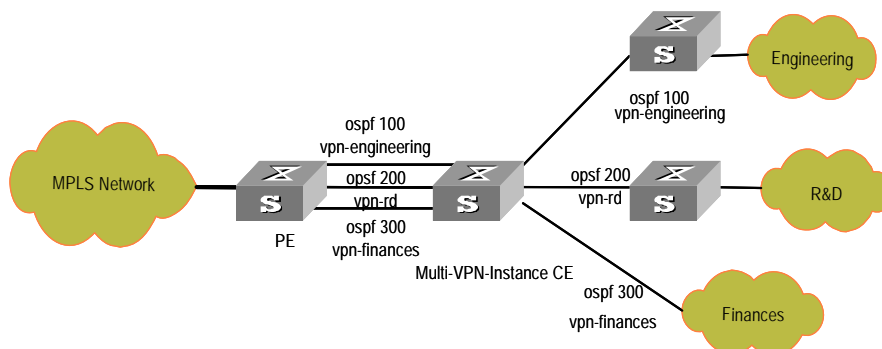 Engineering
ospf 100
vpn-engineering
ospf 100
vpn-engineering
MPLS Network
opsf 200
vpn-rd
opsf 200
vpn-rd
R&D
S
S
S
S
ospf 300
vpn-finances
PE
Multi-VPN-Instance CE
ospf 300
vpn-finances
Finances